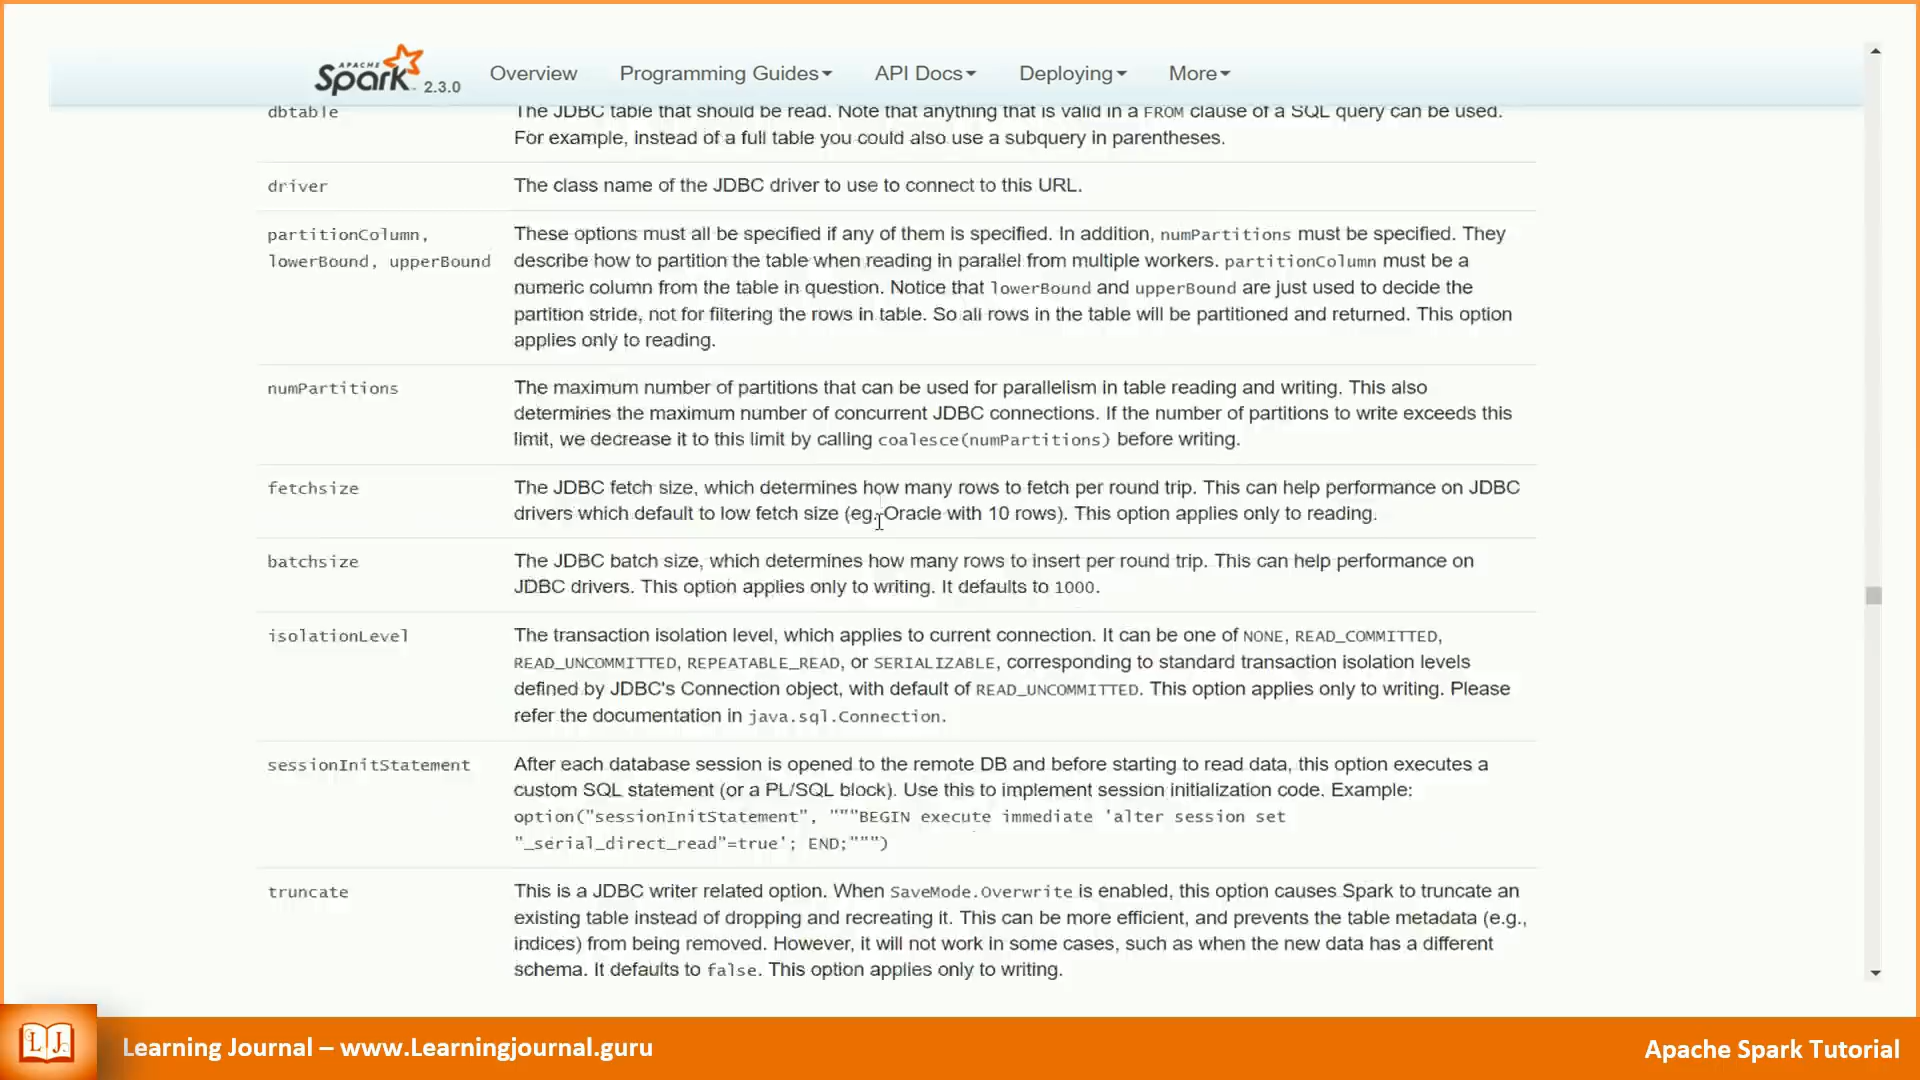 APACHE
Spark 2.3.0 Overview Programming Guides API Docs Deploying More
dbtable The JDBC table that should be read. Note that anything that is valid in a FROM clause of a SQL query can be used.
For example, instead of a full table you could also use a subquery in parentheses.
driver The class name of the JDBC driver to use to connect to this URL.
partitionColumn, These options must all be specified if any of them is specified. In addition, numPartitions must be specified. They
lowerBound, upperBound describe how to partition the table when reading in parallel from multiple workers. partitionColumn must be a
numeric column from the table in question. Notice that lowerBound and upperBound are just used to decide the
partition stride, not for filtering the rows in table. So all rows in the table will be partitioned and returned. This option
applies only to reading.
numPartitions The maximum number of partitions that can be used for parallelism in table reading and writing. This also
determines the maximum number of concurrent JDBC connections. If the number of partitions to write exceeds this
limit, we decrease it to this limit by calling coalesce(numPartitions) before writing.
fetchsize The JDBC fetch size, which determines how many rows to fetch per round trip. This can help performance on JDBC
drivers which default to low fetch size (eg. Oracle with 10 rows). This option applies only to reading.
batchsize The JDBC batch size, which determines how many rows to insert per round trip. This can help performance on
JDBC drivers. This option applies only to writing. It defaults to 1000.
isolationLevel The transaction isolation level, which applies to current connection. It can be one of NONE, READ_COMMITTED,
READ_UNCOMMITTED, REPEATABLE_READ, or SERIALIZABLE, corresponding to standard transaction isolation levels
defined by JDBC's Connection object, with default of READ_UNCOMMITTED. This option applies only to writing. Please
refer the documentation in java.sql.Connection.
sessionInitStatement After each database session is opened to the remote DB and before starting to read data, this option executes a
custom SQL statement (or a PL/SQL block). Use this to implement session initialization code. Example:
option("sessionInitStatement", """BEGIN execute immediate 'alter session set
"_serial_direct_read"=true'; END;""")
truncate This is a JDBC writer related option. When SaveMode.Overwrite is enabled, this option causes Spark to truncate an
existing table instead of dropping and recreating it. This can be more efficient, and prevents the table metadata (e.g.,
indices) from being removed. However, it will not work in some cases, such as when the new data has a different
schema. It defaults to false. This option applies only to writing.
L J
Learning Journal – www.Learningjournal.guru
Apache Spark Tutorial